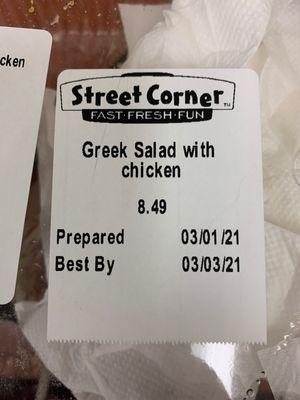 cken
Street Corner™
FAST·FRESH·FUN
Greek Salad with
chicken
8.49
Prepared 03/01/21
Best By 03/03/21